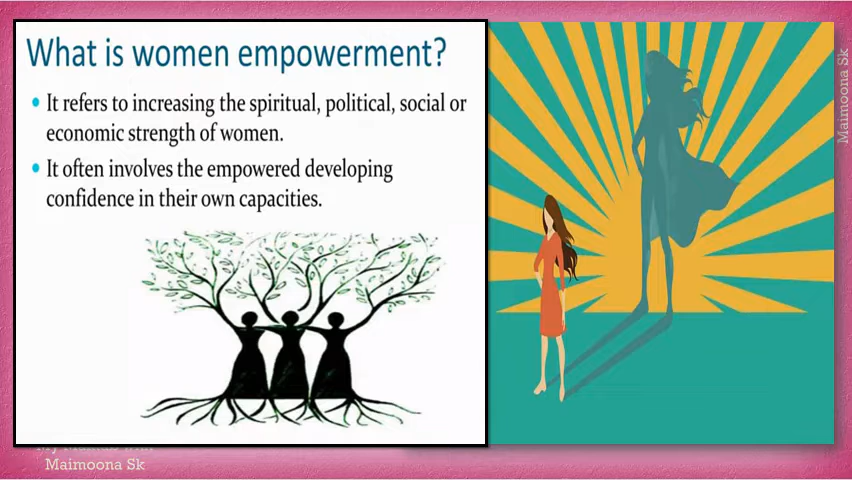 What is women empowerment?
• It refers to increasing the spiritual, political, social or
economic strength of women.
• It often involves the empowered developing
confidence in their own capacities.
Maimoona Sk
Maimoona Sk